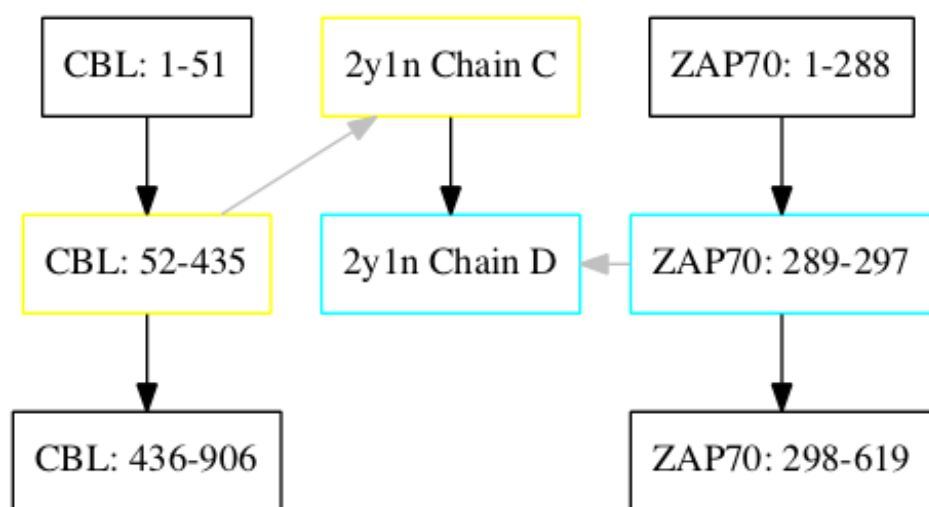 CBL: 1-51
2y1n Chain C
ZAP70: 1-288
CBL: 52-435
2y1n Chain D
ZAP70: 289-297
CBL: 436-906
ZAP70: 298-619